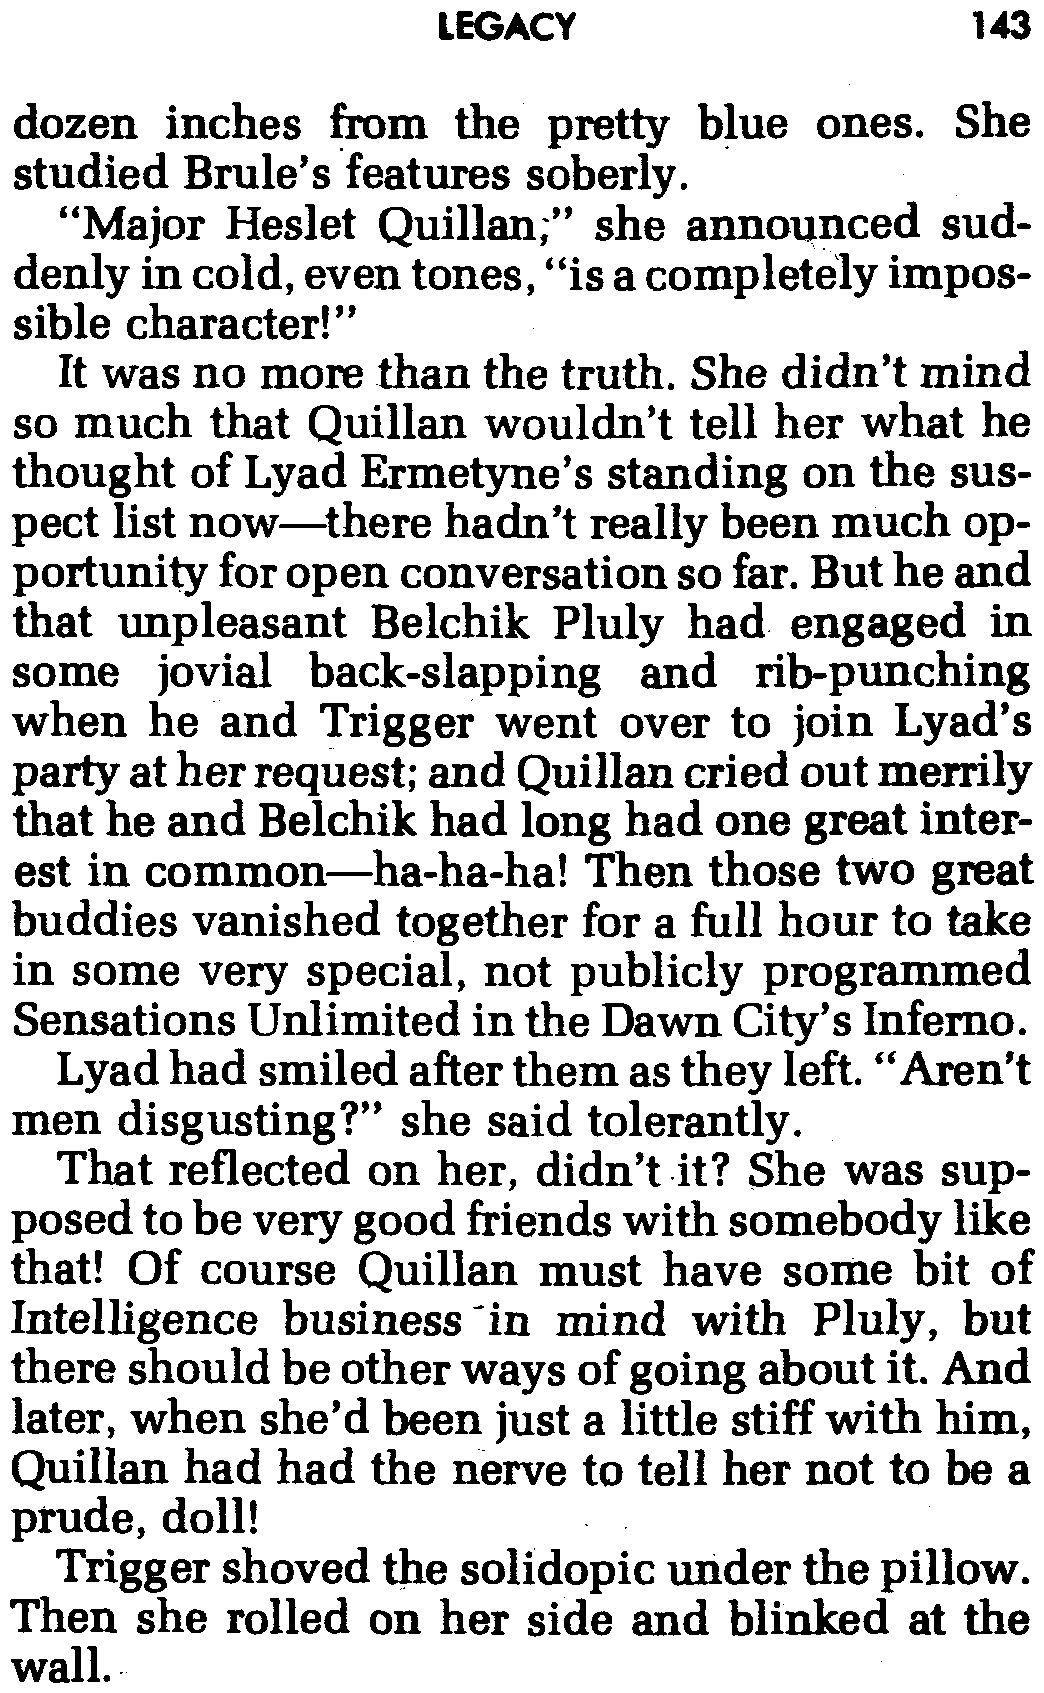 LEGACY 143
dozen inches from the pretty blue ones. She
studied Brule's features soberly.
"Major Heslet Quillan," she announced sud-
denly in cold, even tones, "is a completely impos-
sible character!"
It was no more than the truth. She didn't mind
so much that Quillan wouldn't tell her what he
thought of Lyad Ermetyne's standing on the sus-
pect list now—there hadn't really been much op-
portunity for open conversation so far. But he and
that unpleasant Belchik Pluly had engaged in
some jovial back-slapping and rib-punching
when he and Trigger went over to join Lyad's
party at her request; and Quillan cried out merrily
that he and Belchik had long had one great inter-
est in common—ha-ha-ha! Then those two great
buddies vanished together for a full hour to take
in some very special, not publicly programmed
Sensations Unlimited in the Dawn City's Inferno.
Lyad had smiled after them as they left. "Aren't
men disgusting?" she said tolerantly.
That reflected on her, didn't it? She was sup-
posed to be very good friends with somebody like
that! Of course Quillan must have some bit of
Intelligence business in mind with Pluly, but
there should be other ways of going about it. And
later, when she'd been just a little stiff with him,
Quillan had had the nerve to tell her not to be a
prude, doll!
Trigger shoved the solidopic under the pillow.
Then she rolled on her side and blinked at the
wall.